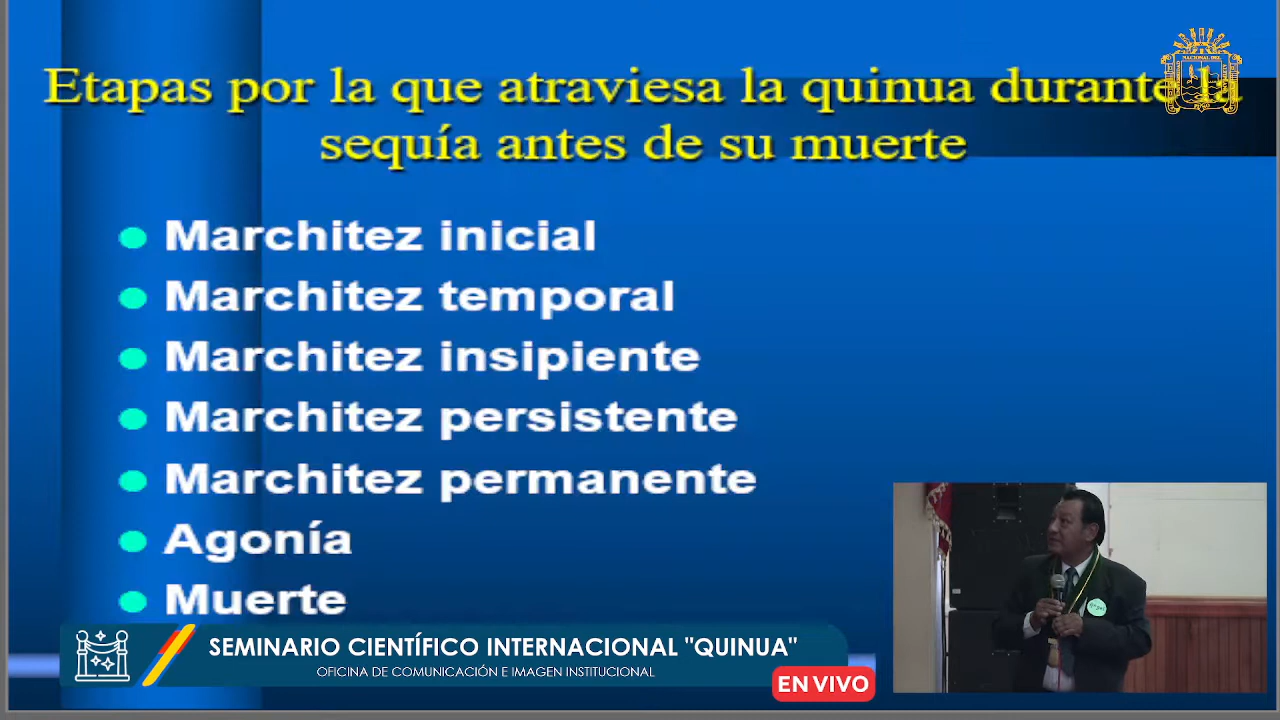 Etapas por la que atraviesa la quinua durante la
sequía antes de su muerte
Marchitez inicial
Marchitez temporal
Marchitez insipiente
Marchitez persistente
Marchitez permanente
Agonía
Muerte
SEMINARIO CIENTÍFICO INTERNACIONAL "QUINUA"
OFICINA DE COMUNICACIÓN E IMAGEN INSTITUCIONAL
EN VIVO